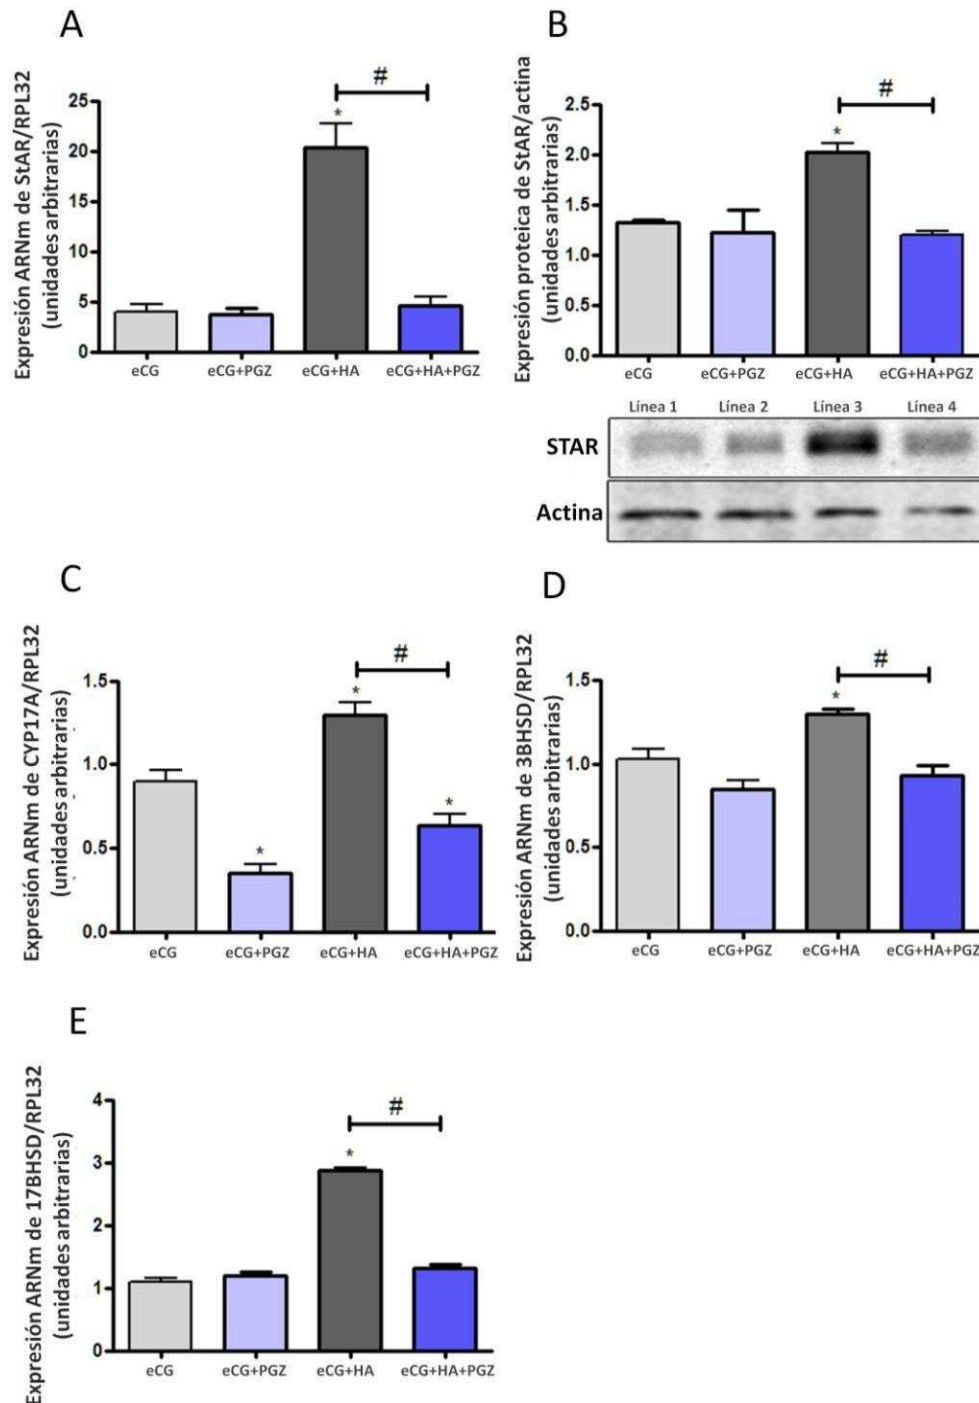 A
Expresión ARNm de StAR/RPL32
(unidades arbitrarias)
25
20
15
10
5
0
#
*
eCG
eCG+PGZ
eCG+HA
eCG+HA+PGZ
B
Expresión proteica de StAR/actina
(unidades arbitrarias)
2.5
2.0
1.5
1.0
0.5
0.0
#
*
eCG
eCG+PGZ
eCG+HA
eCG+HA+PGZ
Línea 1
Línea 2
Línea 3
Línea 4
STAR
Actina
C
Expresión ARNm de CYP17A/RPL32
(unidades arbitrarias)
1.5
1.0
0.5
0.0
#
*
*
*
eCG
eCG+PGZ
eCG+HA
eCG+HA+PGZ
D
Expresión ARNm de 3BHSD/RPL32
(unidades arbitrarias)
1.5
1.0
0.5
0.0
#
*
eCG
eCG+PGZ
eCG+HA
eCG+HA+PGZ
E
Expresión ARNm de 17BHSD/RPL32
(unidades arbitrarias)
4
3
2
1
0
#
*
eCG
eCG+PGZ
eCG+HA
eCG+HA+PGZ